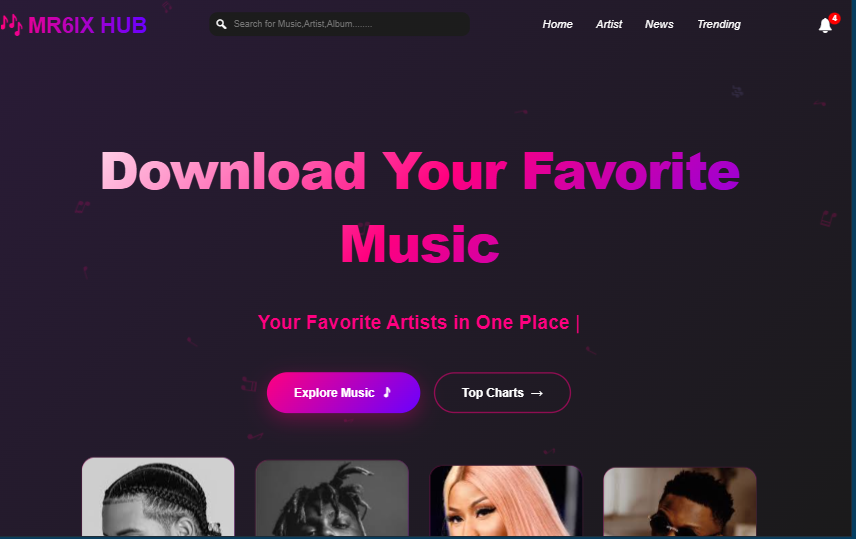 MR6IX HUB
Search for Music,Artist,Album........
Home Artist News Trending
4
Download Your Favorite
Music
Your Favorite Artists in One Place |
Explore Music
Top Charts →